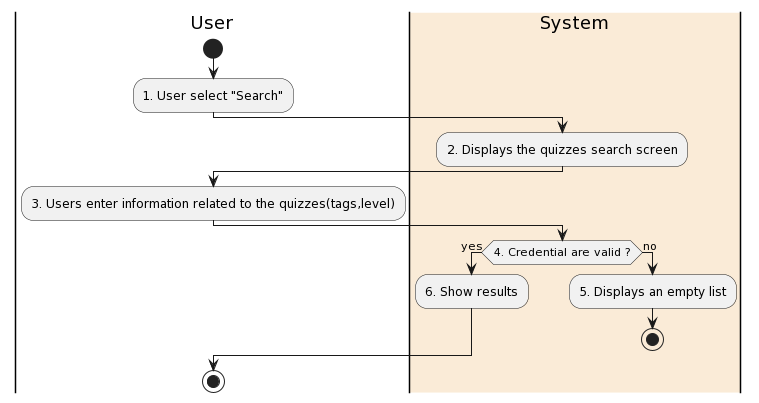 User
System
1. User select "Search"
2. Displays the quizzes search screen
3. Users enter information related to the quizzes(tags,level)
yes
4. Credential are valid ?
no
6. Show results
5. Displays an empty list